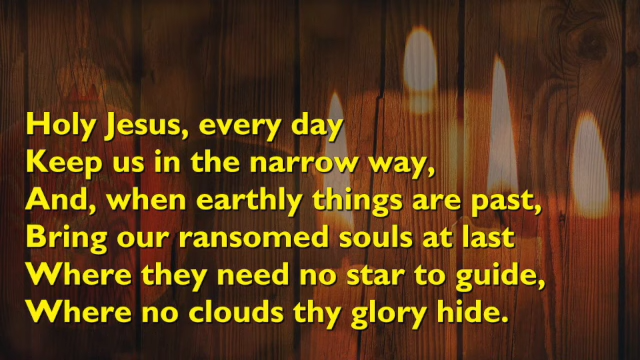 Holy Jesus, every day
Keep us in the narrow way,
And, when earthly things are past,
Bring our ransomed souls at last
Where they need no star to guide,
Where no clouds thy glory hide.